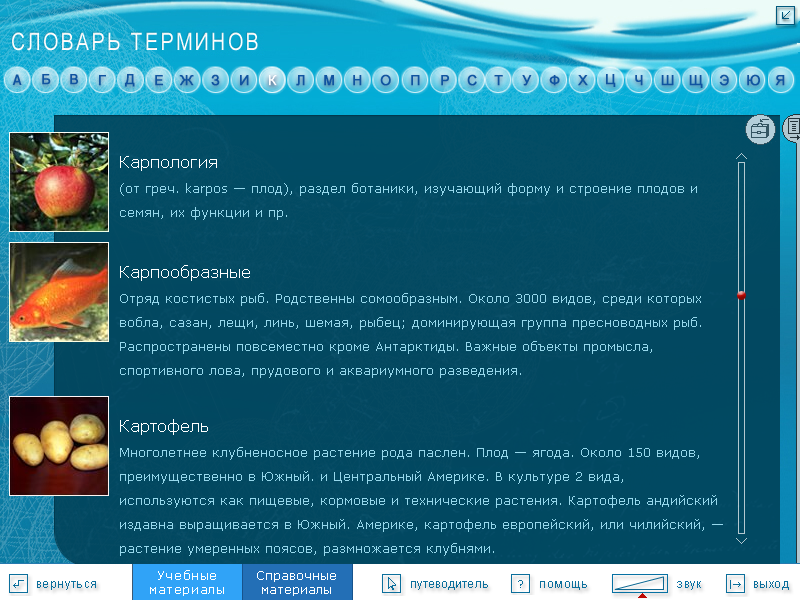 СЛОВАРЬ ТЕРМИНОВ
А Б В Г Д Е Ж З И К Л М Н О П Р С Т У Ф Х Ц Ч Ш Щ Э Ю Я
Карпология
(от греч. karpos — плод), раздел ботаники, изучающий форму и строение плодов и
семян, их функции и пр.
Карпообразные
Отряд костистых рыб. Родственны сомообразным. Около 3000 видов, среди которых
вобла, сазан, лещи, линь, шемая, рыбец; доминирующая группа пресноводных рыб.
Распространены повсеместно кроме Антарктиды. Важные объекты промысла,
спортивного лова, прудового и аквариумного разведения.
Картофель
Многолетнее клубненосное растение рода паслен. Плод — ягода. Около 150 видов,
преимущественно в Южный. и Центральный Америке. В культуре 2 вида,
используются как пищевые, кормовые и технические растения. Картофель андийский
издавна выращивается в Южный. Америке, картофель европейский, или чилийский, —
растение умеренных поясов, размножается клубнями.
вернуться
Учебные
материалы
Справочные
материалы
путеводитель
? помощь
звук
выход